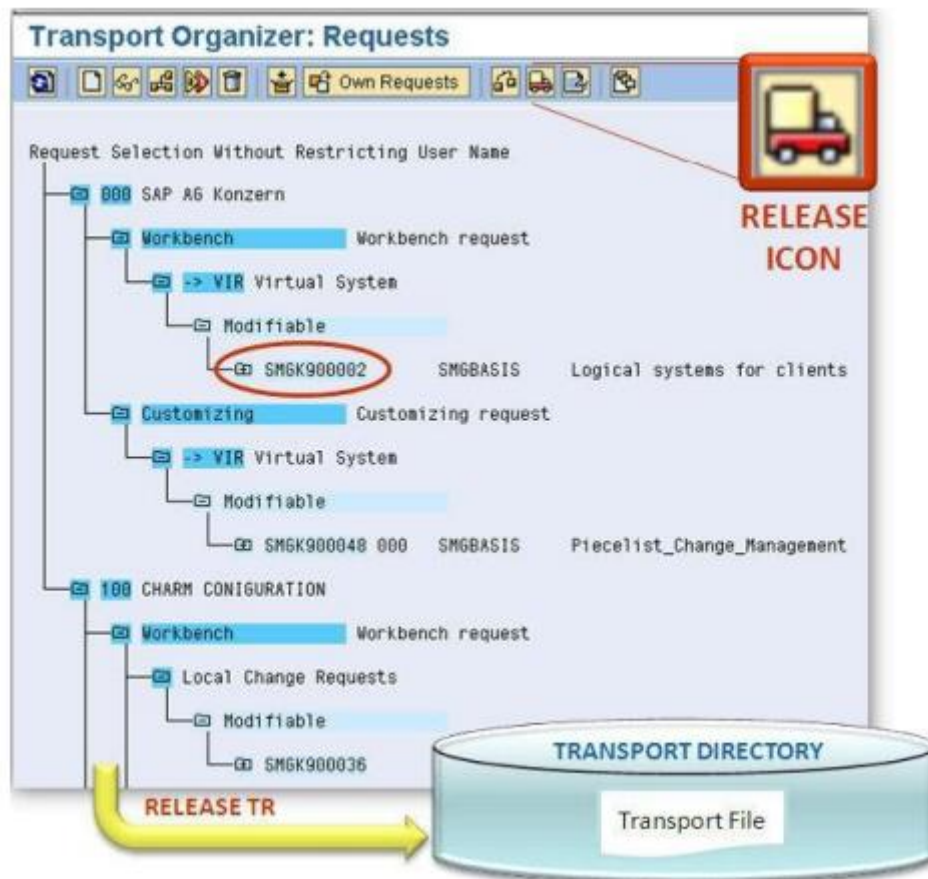 Transport Organizer: Requests
Own Requests
Request Selection Without Restricting User Name
000 SAP AG Konzern
Workbench Workbench request
-> VIR Virtual System
Modifiable
SMGK900002 SMGBASIS Logical systems for clients
Customizing Customizing request
-> VIR Virtual System
Modifiable
SMGK900048 000 SMGBASIS Piecelist_Change_Management
100 CHARM CONIGURATION
Workbench Workbench request
Local Change Requests
Modifiable
SMGK900036
RELEASE
ICON
RELEASE TR
TRANSPORT DIRECTORY
Transport File